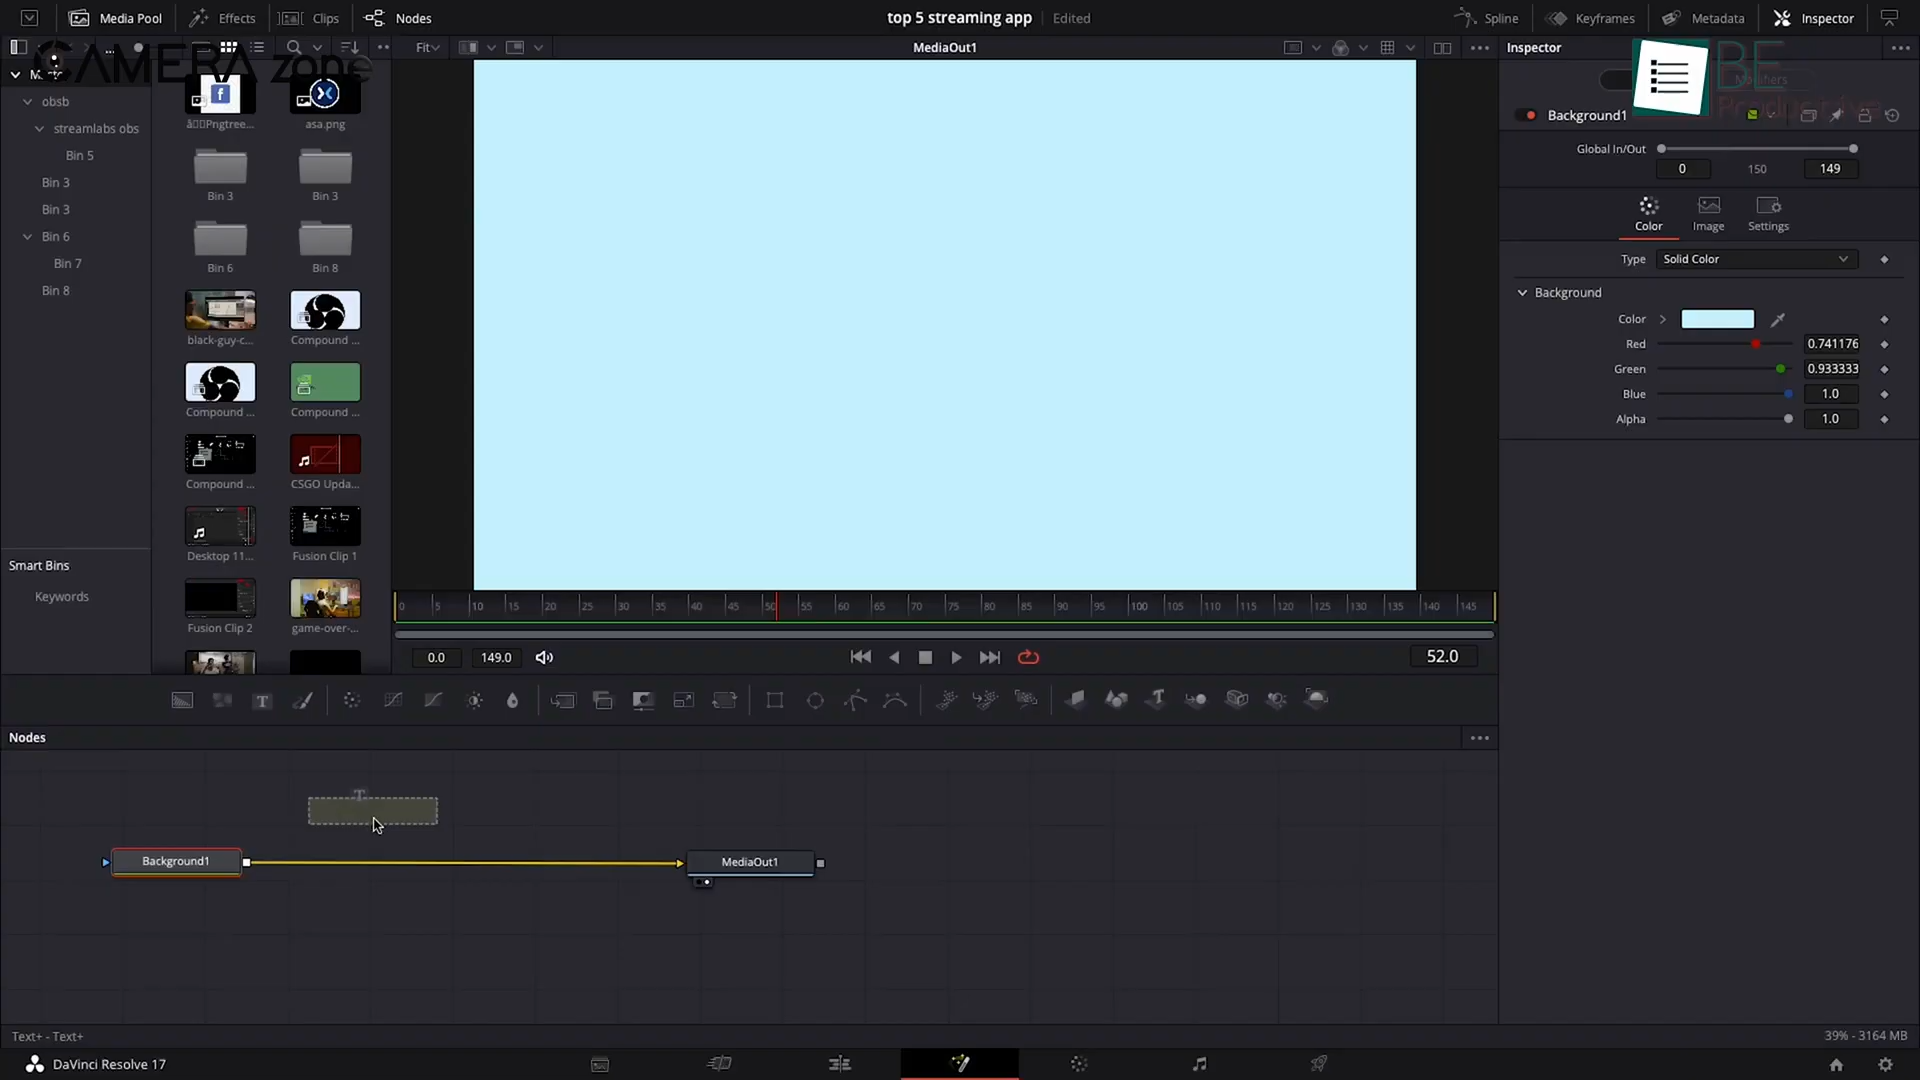 Media Pool
Effects
Clips
Nodes
top 5 streaming app
Edited
Spline
Keyframes
Metadata
Inspector
...
Fit
MediaOut1
Inspector
CAMERA zone
BE
Productive
Modifiers
obsb
streamlabs obs
Bin 5
Bin 3
Bin 3
Bin 6
Bin 7
Bin 8
Smart Bins
Keywords
asa.png
Bin 3
Bin 3
Bin 6
Bin 8
black-guy-c...
Compound ...
Compound ...
Compound ...
Compound ...
CSGO Upda...
Desktop 11...
Fusion Clip 1
Fusion Clip 2
game-over-...
Background1
Global In/Out
0
150
149
Color
Image
Settings
Type
Solid Color
Background
Color
Red
0.741176
Green
0.933333
Blue
1.0
Alpha
1.0
0 5 10 15 20 25 30 35 40 45 50 55 60 65 70 75 80 85 90 95 100 105 110 115 120 125 130 135 140 145
0.0
149.0
52.0
T
Nodes
T
Background1
MediaOut1
Text+ - Text+
39% - 3164 MB
DaVinci Resolve 17